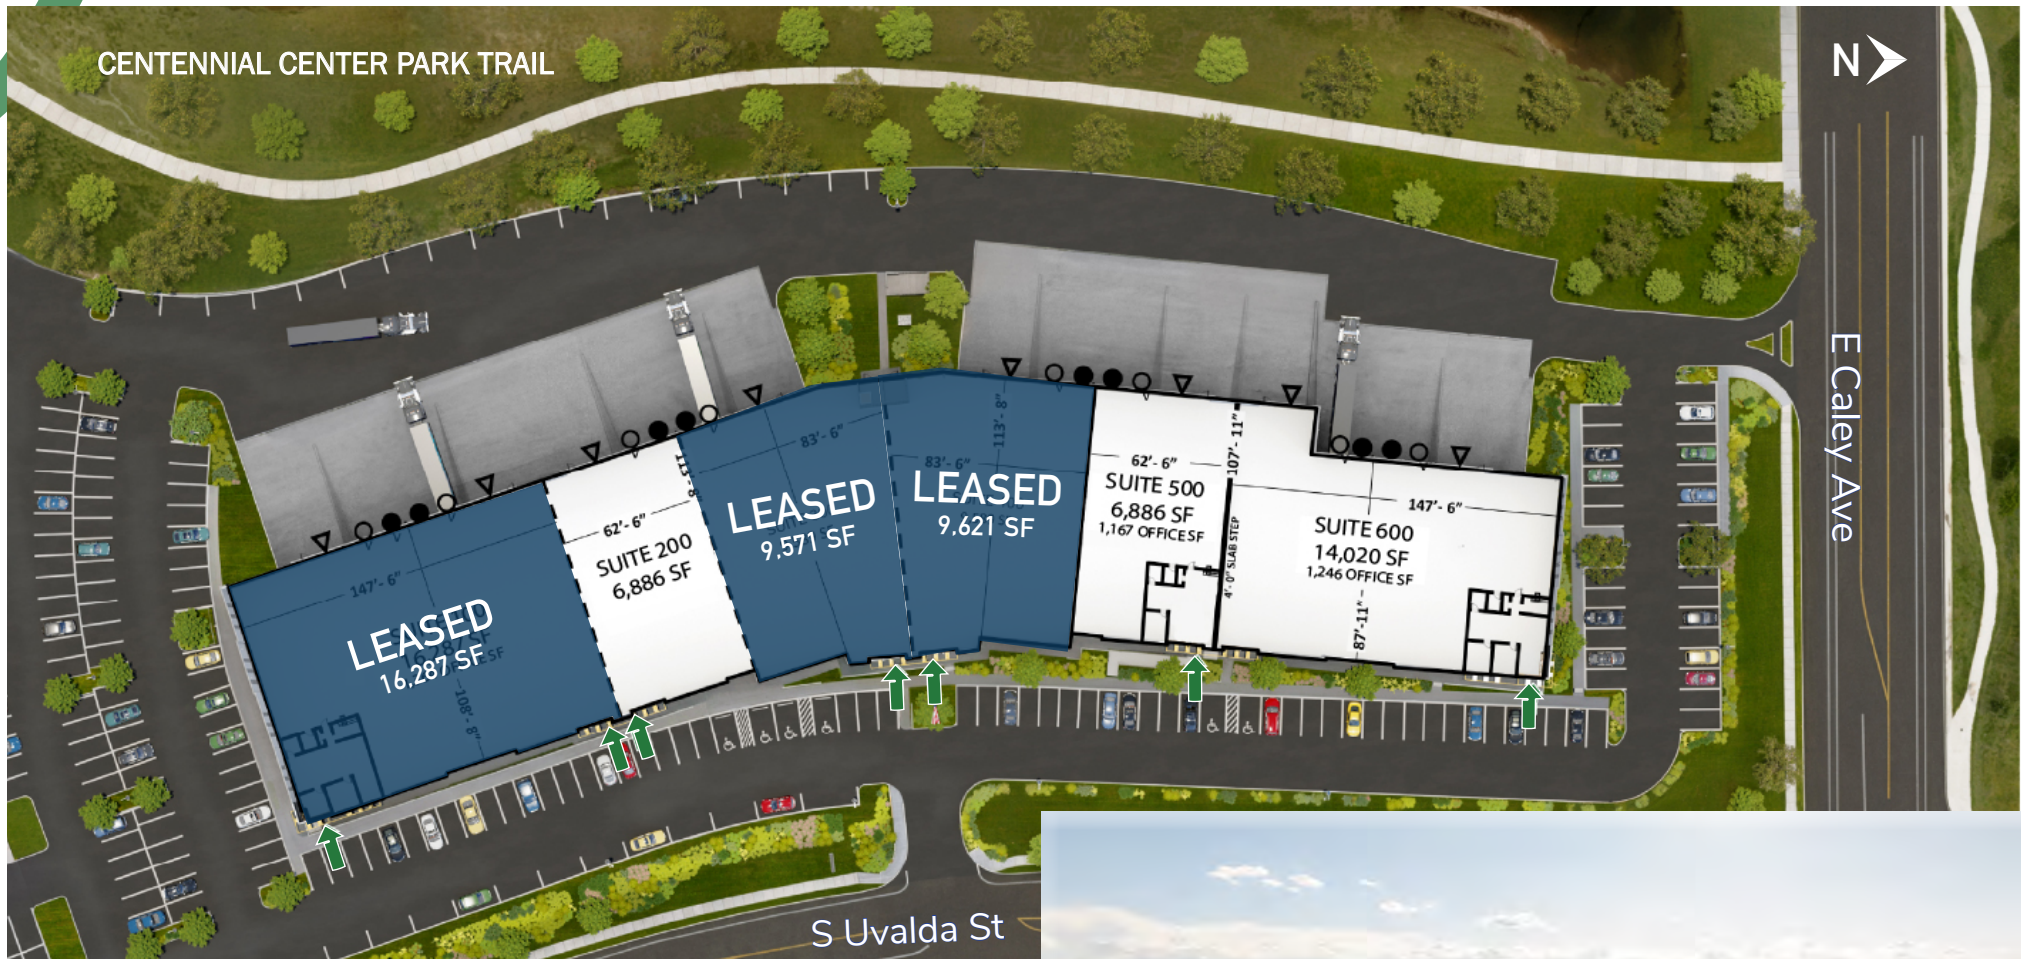 CENTENNIAL CENTER PARK TRAIL
N
E Caley Ave
S Uvalda St
147'- 6"
LEASED
16,287 SF
108'- 8"
62'- 6"
SUITE 200
6,886 SF
113'- 8"
83'- 6"
LEASED
9,571 SF
113'- 8"
83'- 6"
LEASED
9,621 SF
62'- 6"
SUITE 500
6,886 SF
1,167 OFFICE SF
107'- 11"
4'- 0" SLAB STEP
147'- 6"
SUITE 600
14,020 SF
1,246 OFFICE SF
87'-11"